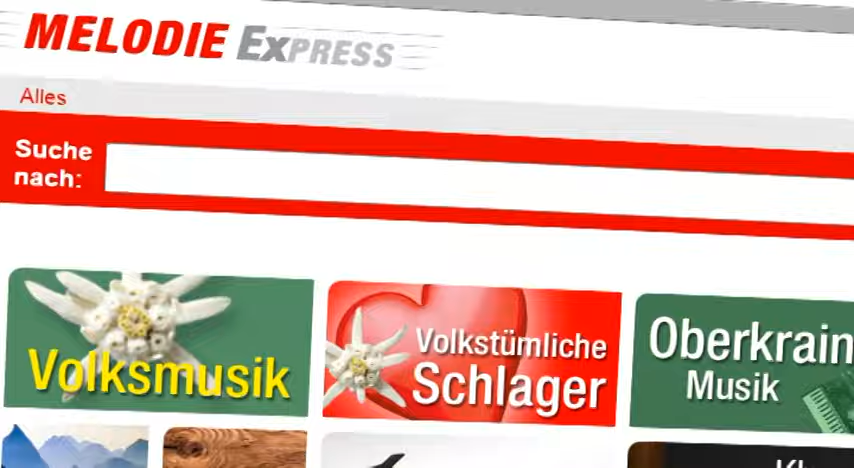 MELODIE EXPRESS
Alles
Suche
nach:
Volksmusik
Volkstümliche
Schlager
Oberkrain
Musik